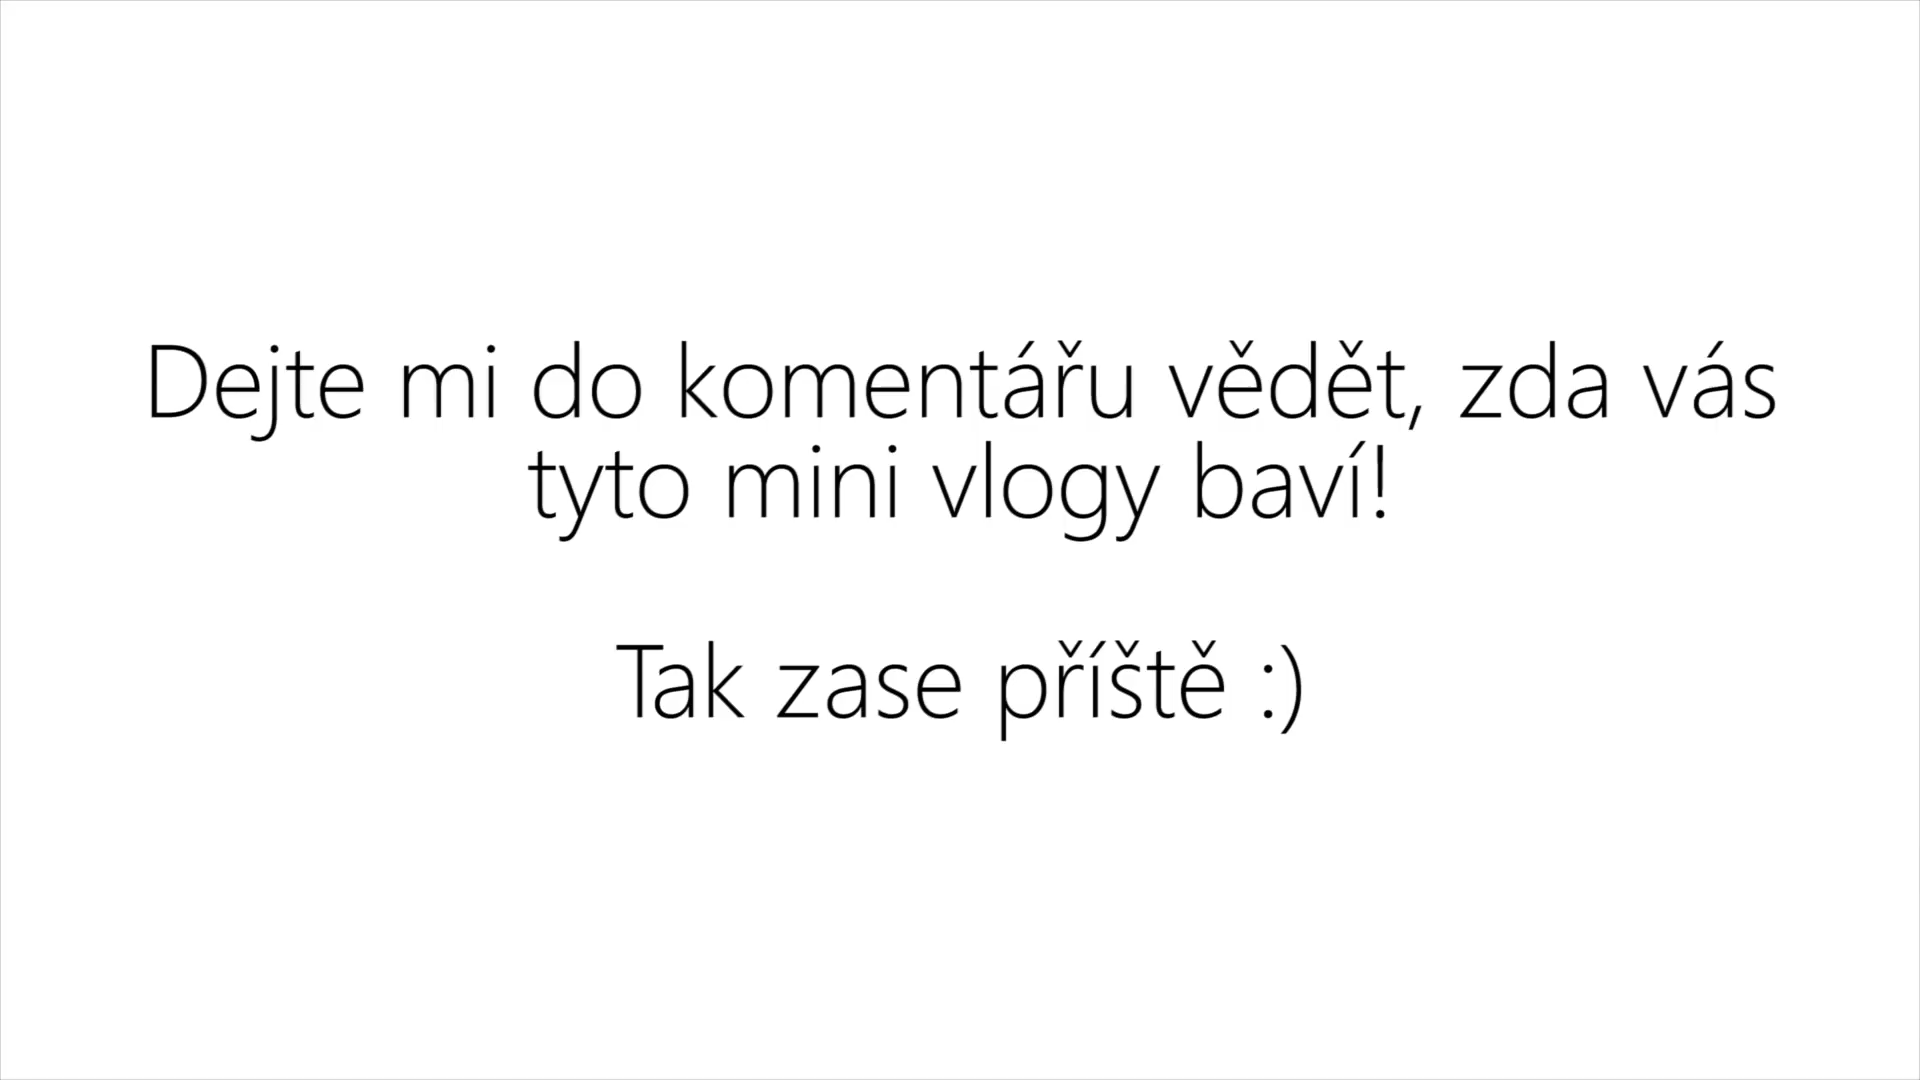 Dejte mi do komentářu vědět, zda vás
tyto mini vlogy baví!
Tak zase příště :)